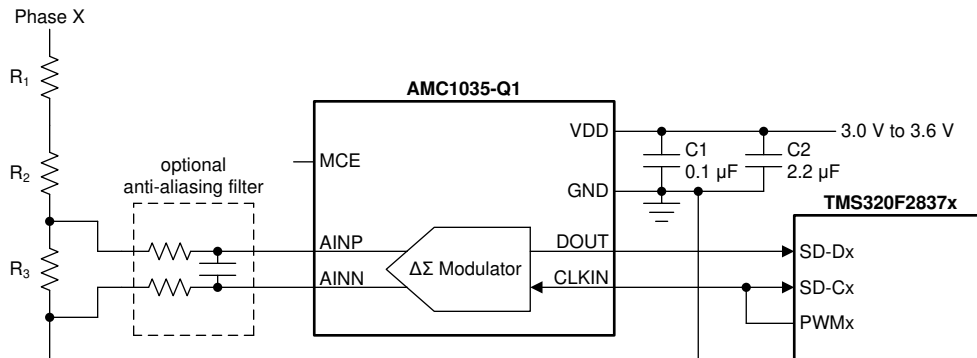 Phase X
R1
R2
R3
optional
anti-aliasing filter
AMC1035-Q1
MCE
AINP
AINN
ΔΣ Modulator
VDD
GND
DOUT
CLKIN
C1
0.1 µF
C2
2.2 µF
3.0 V to 3.6 V
TMS320F2837x
SD-Dx
SD-Cx
PWMx